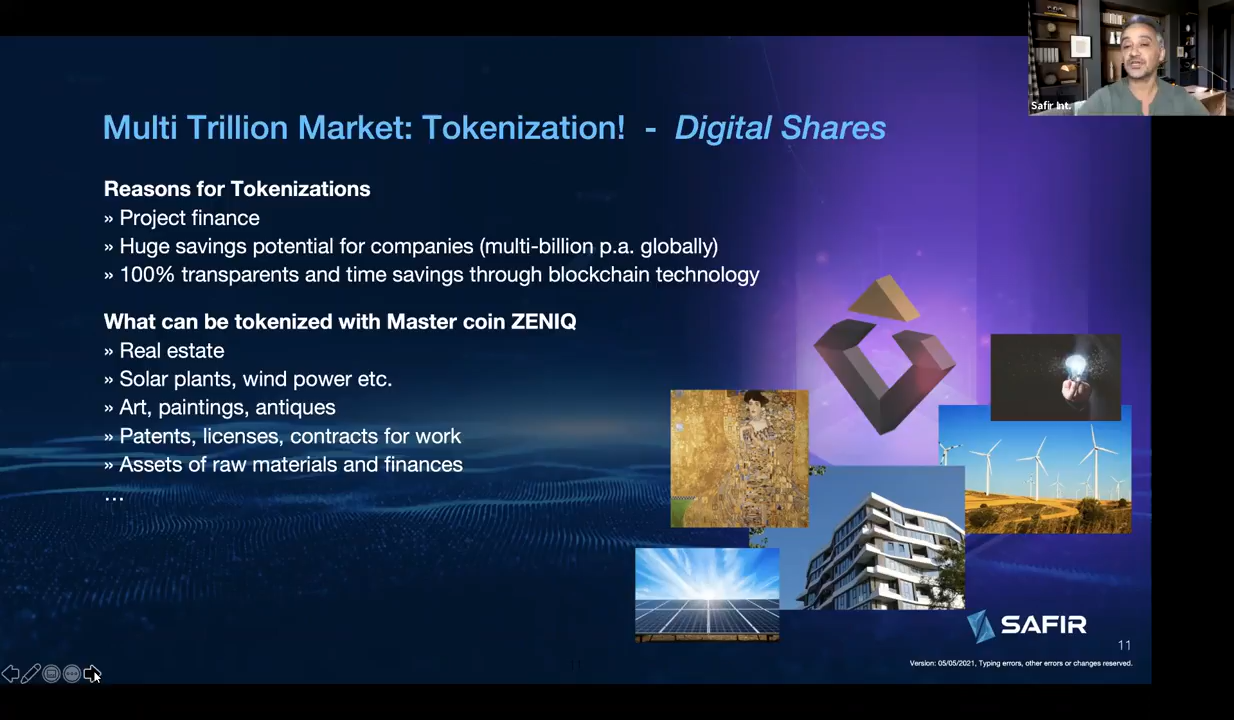 Safir Int.
Multi Trillion Market: Tokenization! - Digital Shares
Reasons for Tokenizations
» Project finance
» Huge savings potential for companies (multi-billion p.a. globally)
» 100% transparents and time savings through blockchain technology
What can be tokenized with Master coin ZENIQ
» Real estate
» Solar plants, wind power etc.
» Art, paintings, antiques
» Patents, licenses, contracts for work
» Assets of raw materials and finances
...
SAFIR
11
Version: 05/05/2021, Typing errors, other errors or changes reserved.